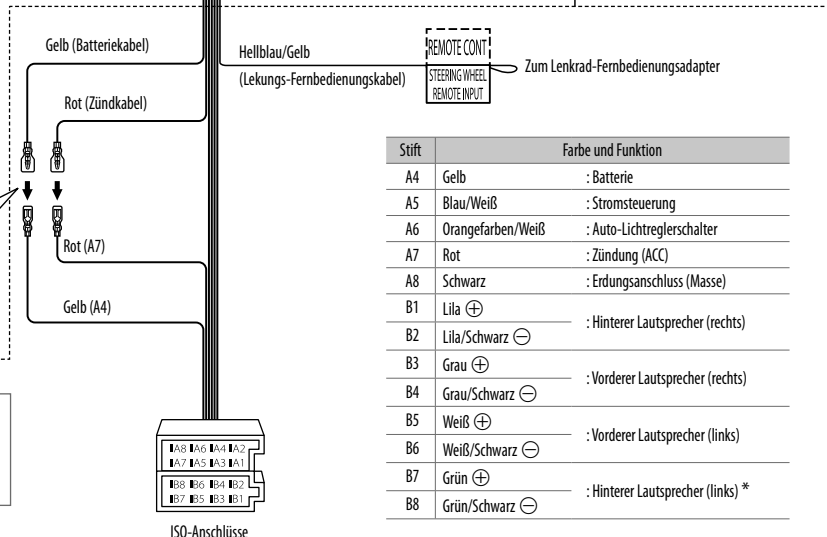 Gelb (Batteriekabel)
Rot (Zündkabel)
Hellblau/Gelb
(Lekungs-Fernbedienungskabel)
REMOTE CONT
STEERING WHEEL
REMOTE INPUT
Zum Lenkrad-Fernbedienungsadapter
Rot (A7)
Gelb (A4)
A8 A6 A4 A2
A7 A5 A3 A1
B8 B6 B4 B2
B7 B5 B3 B1
ISO-Anschlüsse
Stift Farbe und Funktion
A4 Gelb : Batterie
A5 Blau/Weiß : Stromsteuerung
A6 Orangefarben/Weiß : Auto-Lichtreglerschalter
A7 Rot : Zündung (ACC)
A8 Schwarz : Erdungsanschluss (Masse)
B1 Lila ⊕ : Hinterer Lautsprecher (rechts)
B2 Lila/Schwarz ⊖
B3 Grau ⊕ : Vorderer Lautsprecher (rechts)
B4 Grau/Schwarz ⊖
B5 Weiß ⊕ : Vorderer Lautsprecher (links)
B6 Weiß/Schwarz ⊖
B7 Grün ⊕ : Hinterer Lautsprecher (links) *
B8 Grün/Schwarz ⊖